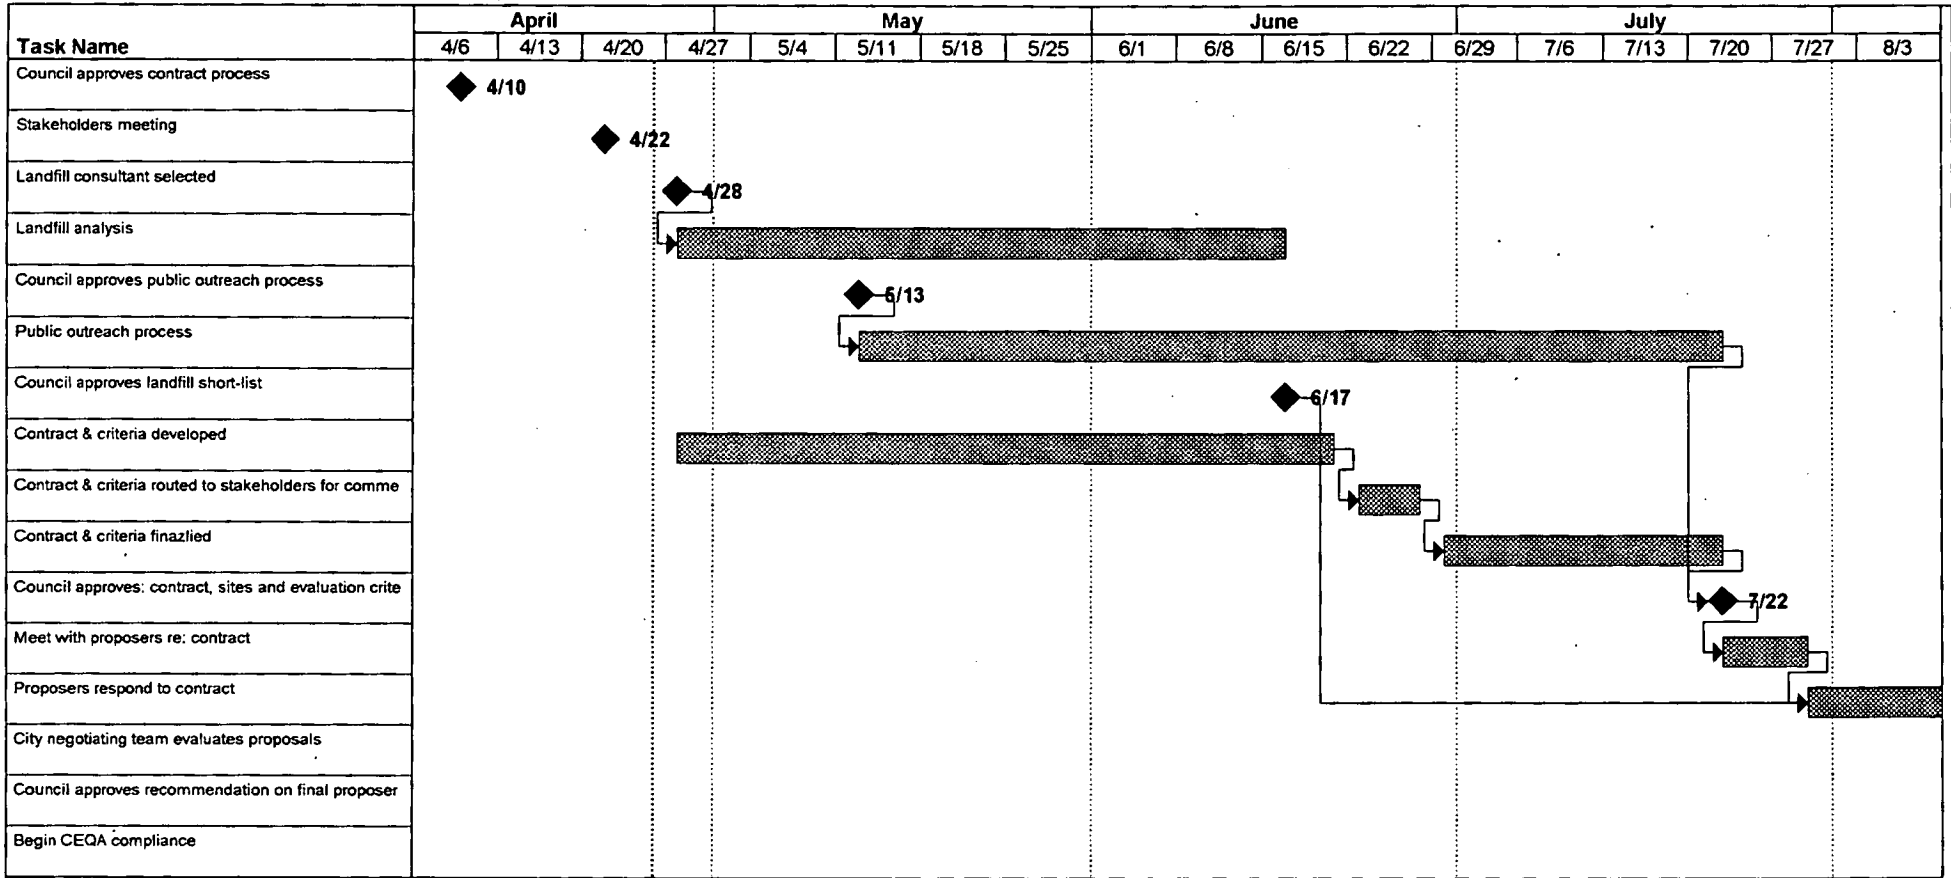 April May June July
Task Name
4/6 4/13 4/20 4/27 5/4 5/11 5/18 5/25 6/1 6/8 6/15 6/22 6/29 7/6 7/13 7/20 7/27 8/3
Council approves contract process
4/10
Stakeholders meeting
4/22
Landfill consultant selected
4/28
Landfill analysis
Council approves public outreach process
5/13
Public outreach process
Council approves landfill short-list
6/17
Contract & criteria developed
Contract & criteria routed to stakeholders for comme
Contract & criteria finazlied
Council approves: contract, sites and evaluation crite
7/22
Meet with proposers re: contract
Proposers respond to contract
City negotiating team evaluates proposals
Council approves recommendation on final proposer
Begin CEQA compliance